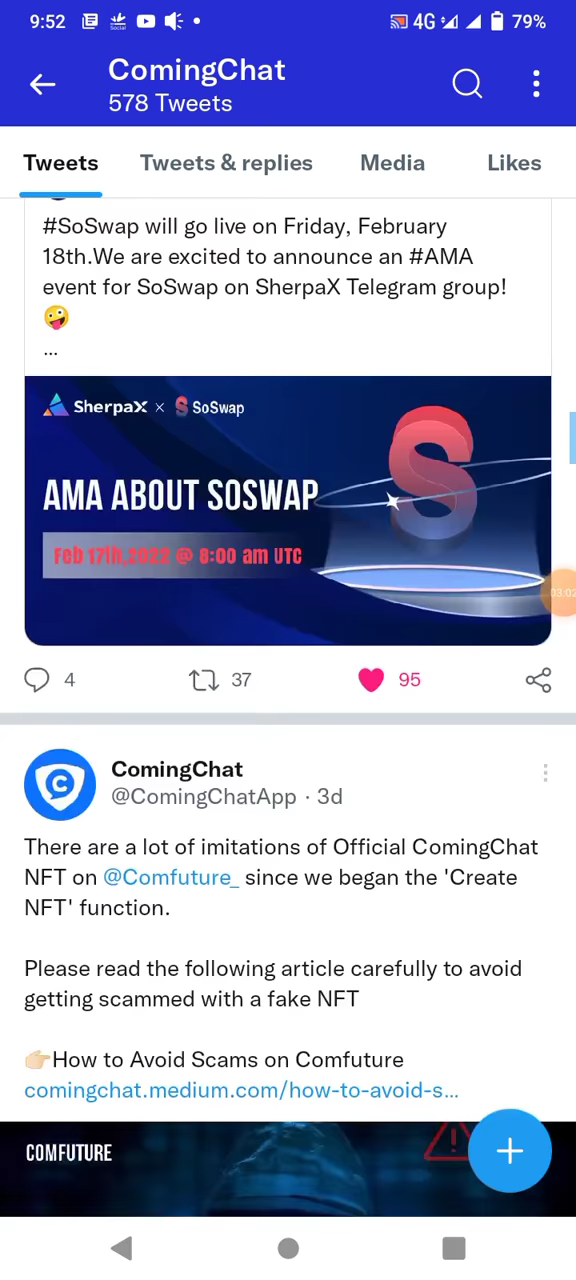 9:52
4G
79%
ComingChat
578 Tweets
Tweets
Tweets & replies
Media
Likes
#SoSwap will go live on Friday, February
18th.We are excited to announce an #AMA
event for SoSwap on SherpaX Telegram group!
🤪
...
SherpaX × SoSwap
AMA ABOUT SOSWAP
Feb 17th,2022 @ 8:00 am UTC
03:02
4
37
95
ComingChat
@ComingChatApp · 3d
There are a lot of imitations of Official ComingChat
NFT on @Comfuture_ since we began the 'Create
NFT' function.
Please read the following article carefully to avoid
getting scammed with a fake NFT
👉🏻How to Avoid Scams on Comfuture
comingchat.medium.com/how-to-avoid-s...
COMFUTURE